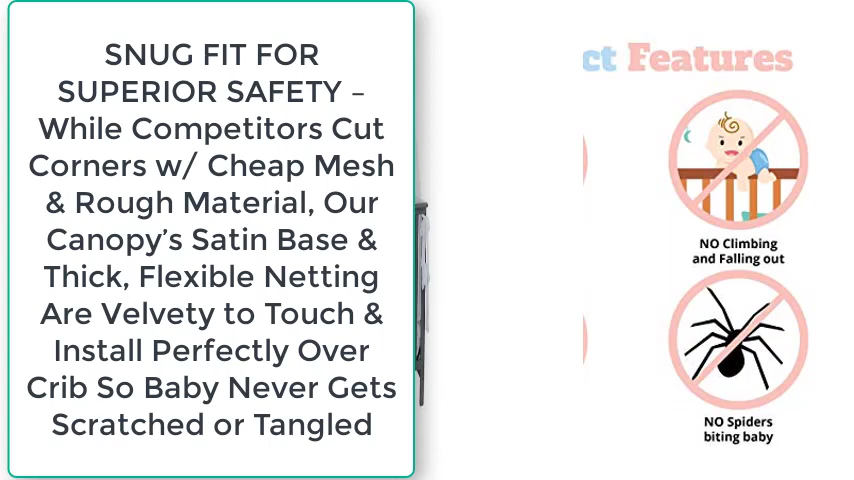 SNUG FIT FOR
SUPERIOR SAFETY –
While Competitors Cut
Corners w/ Cheap Mesh
& Rough Material, Our
Canopy’s Satin Base &
Thick, Flexible Netting
Are Velvety to Touch &
Install Perfectly Over
Crib So Baby Never Gets
Scratched or Tangled
ct Features
NO Climbing
and Falling out
NO Spiders
biting baby